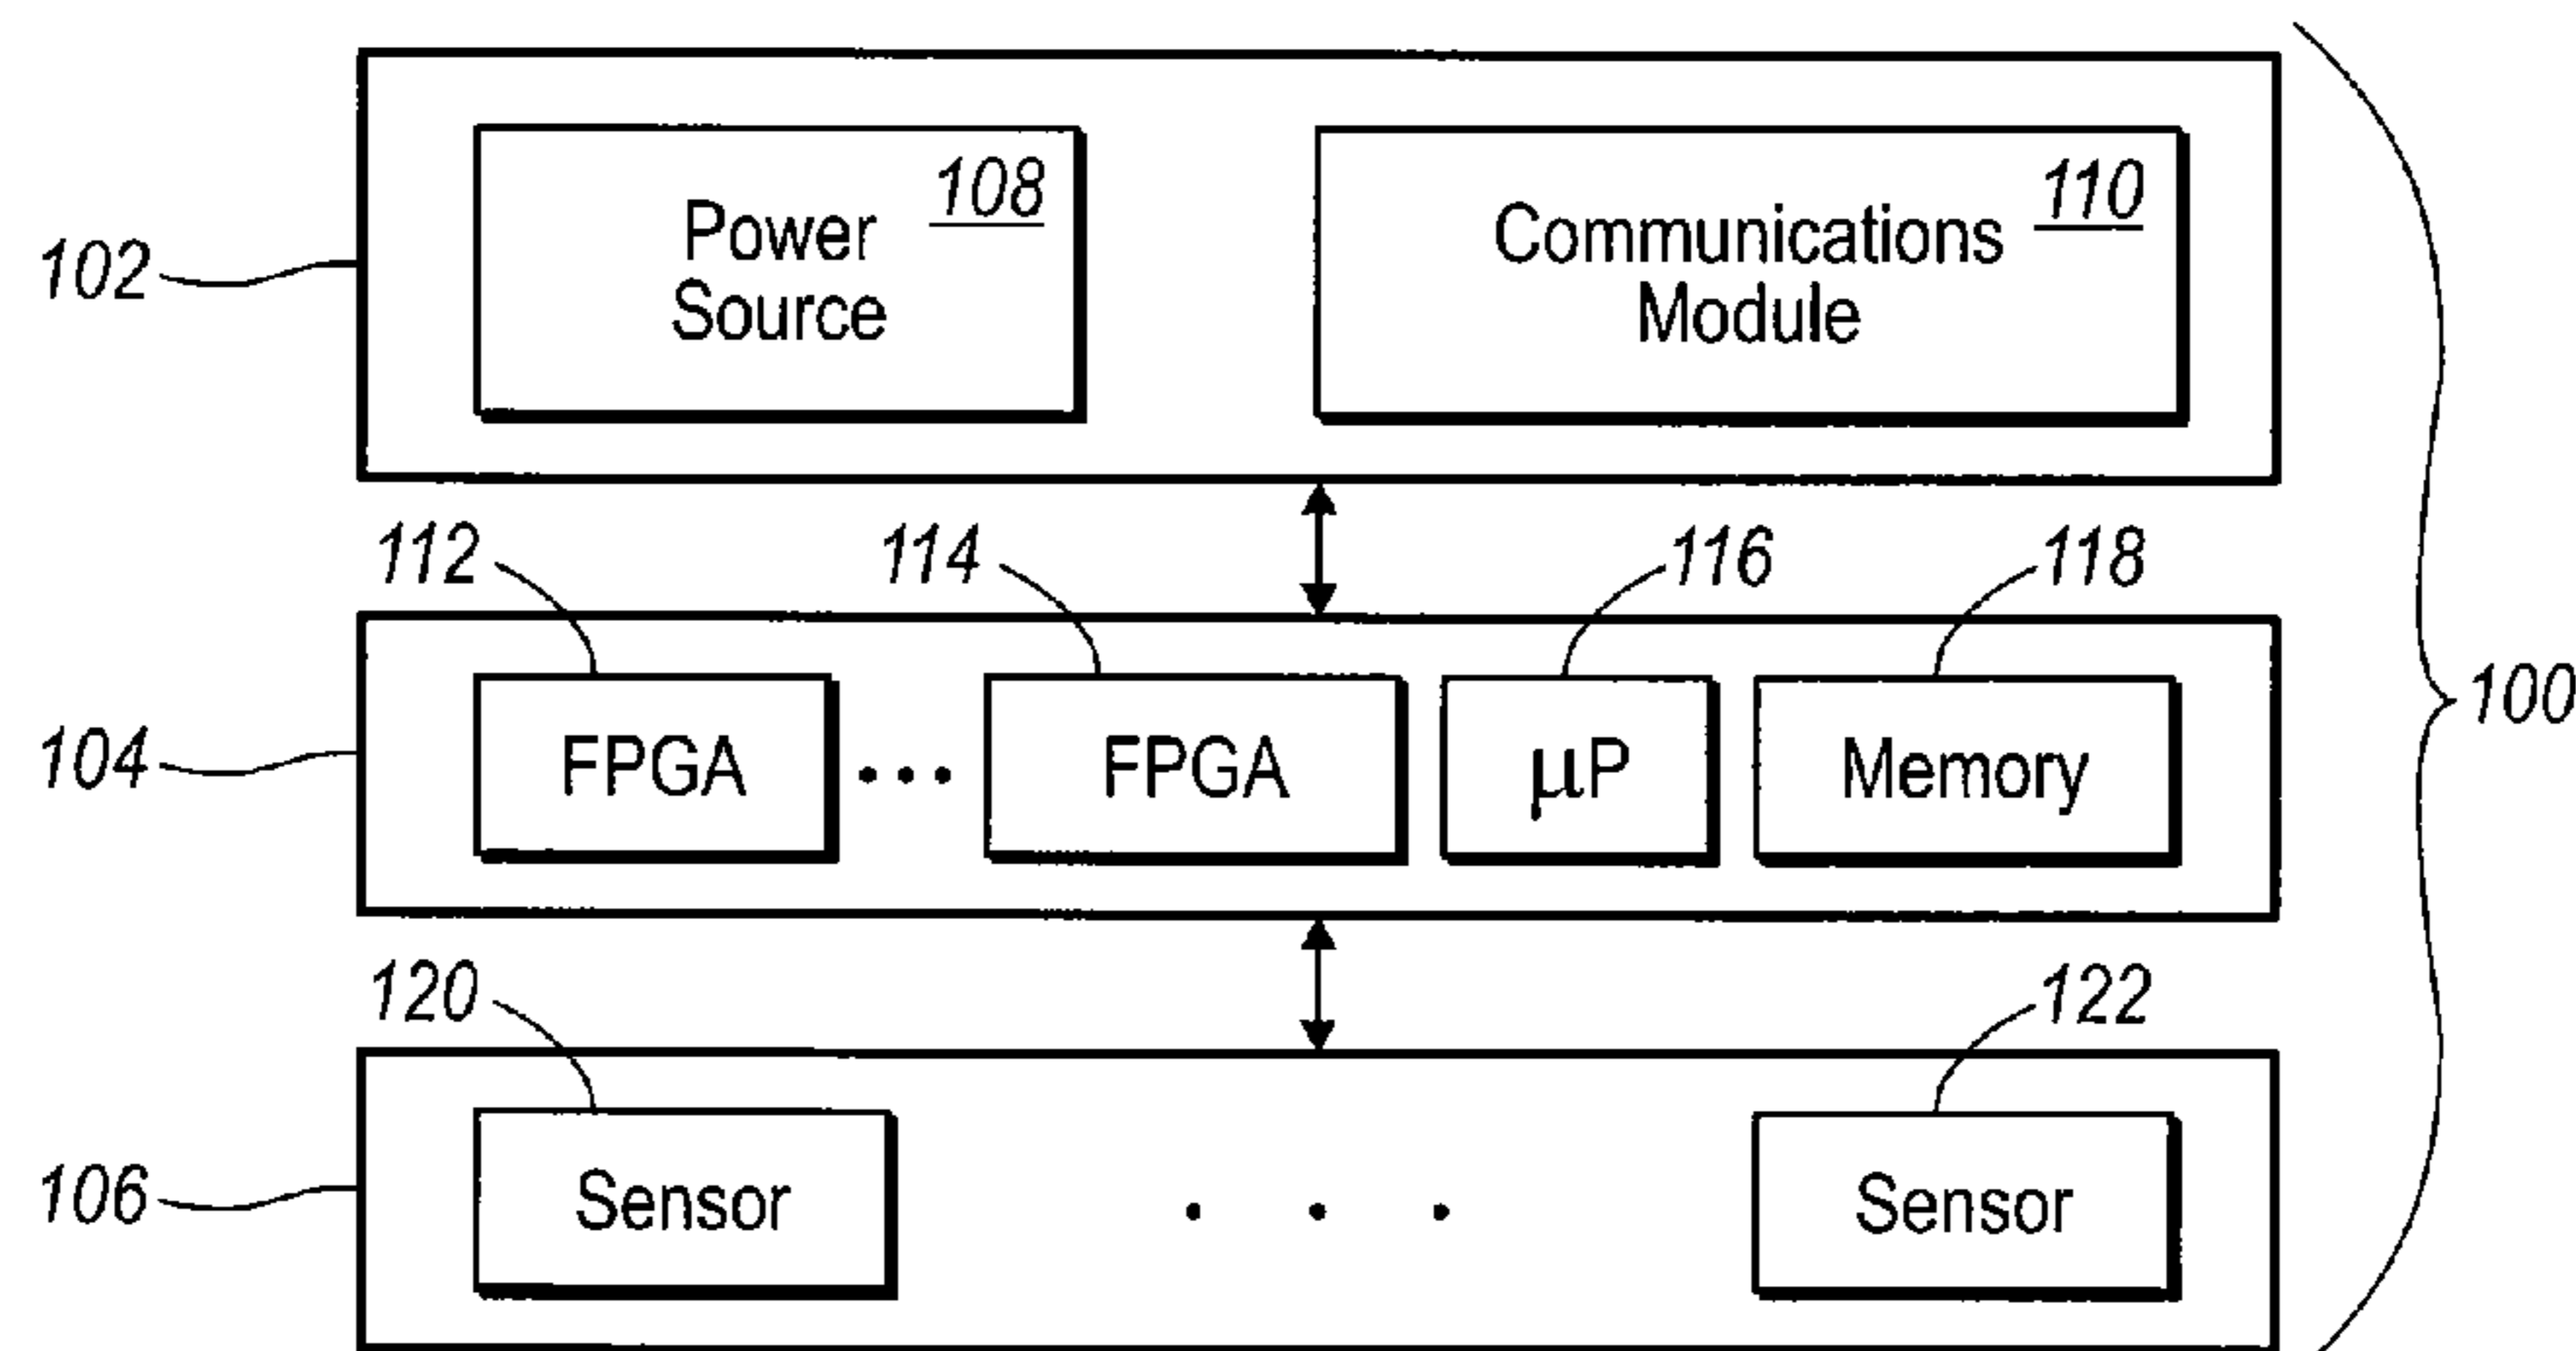 108
Power
Source
110
Communications
Module
102
112
114
116
118
FPGA
FPGA
μP
Memory
104
100
120
122
Sensor
Sensor
106